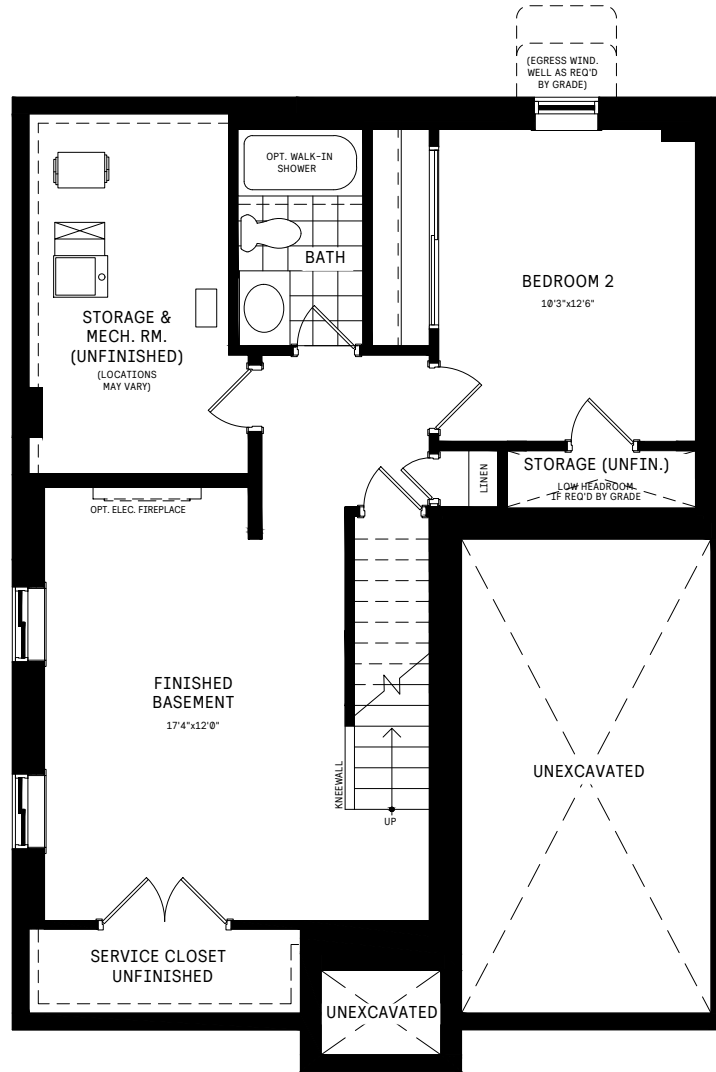 (EGRESS WIND.
WELL AS REQ'D
BY GRADE)
OPT. WALK-IN
SHOWER
BATH
BEDROOM 2
10'3"x12'6"
STORAGE &
MECH. RM.
(UNFINISHED)
(LOCATIONS
MAY VARY)
STORAGE (UNFIN.)
LOW HEADROOM
IF REQ'D BY GRADE
LINEN
OPT. ELEC. FIREPLACE
FINISHED
BASEMENT
17'4"x12'0"
KNEEWALL
UP
UNEXCAVATED
SERVICE CLOSET
UNFINISHED
UNEXCAVATED